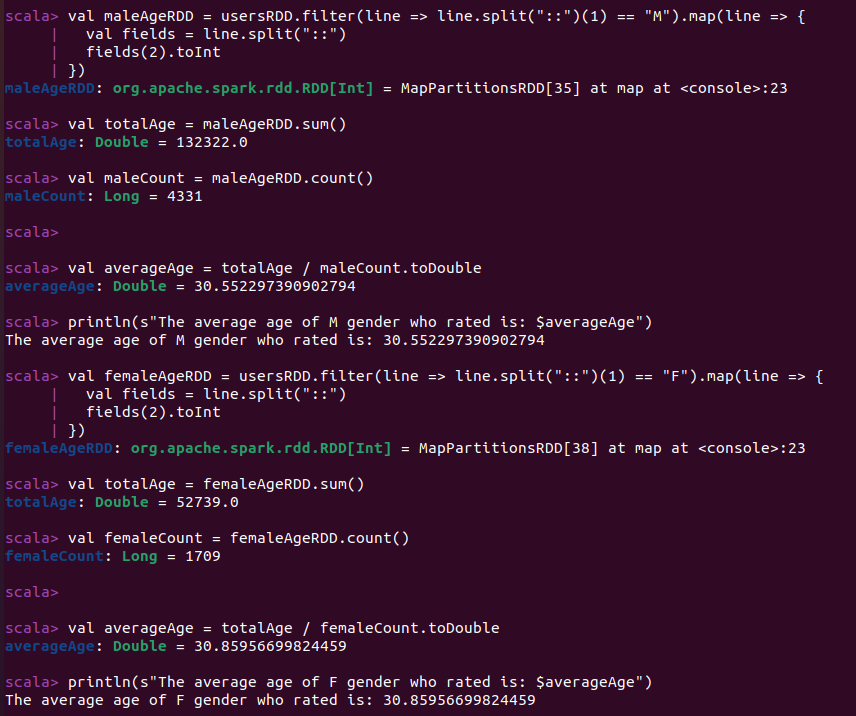 scala> val maleAgeRDD = usersRDD.filter(line => line.split("::")(1) == "M").map(line => {
     |   val fields = line.split("::")
     |   fields(2).toInt
     | })
maleAgeRDD: org.apache.spark.rdd.RDD[Int] = MapPartitionsRDD[35] at map at <console>:23
scala> val totalAge = maleAgeRDD.sum()
totalAge: Double = 132322.0
scala> val maleCount = maleAgeRDD.count()
maleCount: Long = 4331
scala>
scala> val averageAge = totalAge / maleCount.toDouble
averageAge: Double = 30.552297390902794
scala> println(s"The average age of M gender who rated is: $averageAge")
The average age of M gender who rated is: 30.552297390902794
scala> val femaleAgeRDD = usersRDD.filter(line => line.split("::")(1) == "F").map(line => {
     |   val fields = line.split("::")
     |   fields(2).toInt
     | })
femaleAgeRDD: org.apache.spark.rdd.RDD[Int] = MapPartitionsRDD[38] at map at <console>:23
scala> val totalAge = femaleAgeRDD.sum()
totalAge: Double = 52739.0
scala> val femaleCount = femaleAgeRDD.count()
femaleCount: Long = 1709
scala>
scala> val averageAge = totalAge / femaleCount.toDouble
averageAge: Double = 30.85956699824459
scala> println(s"The average age of F gender who rated is: $averageAge")
The average age of F gender who rated is: 30.85956699824459